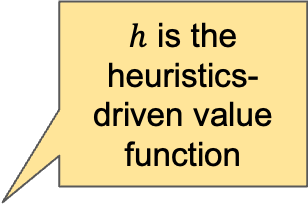 h is the
heuristics-
driven value
function